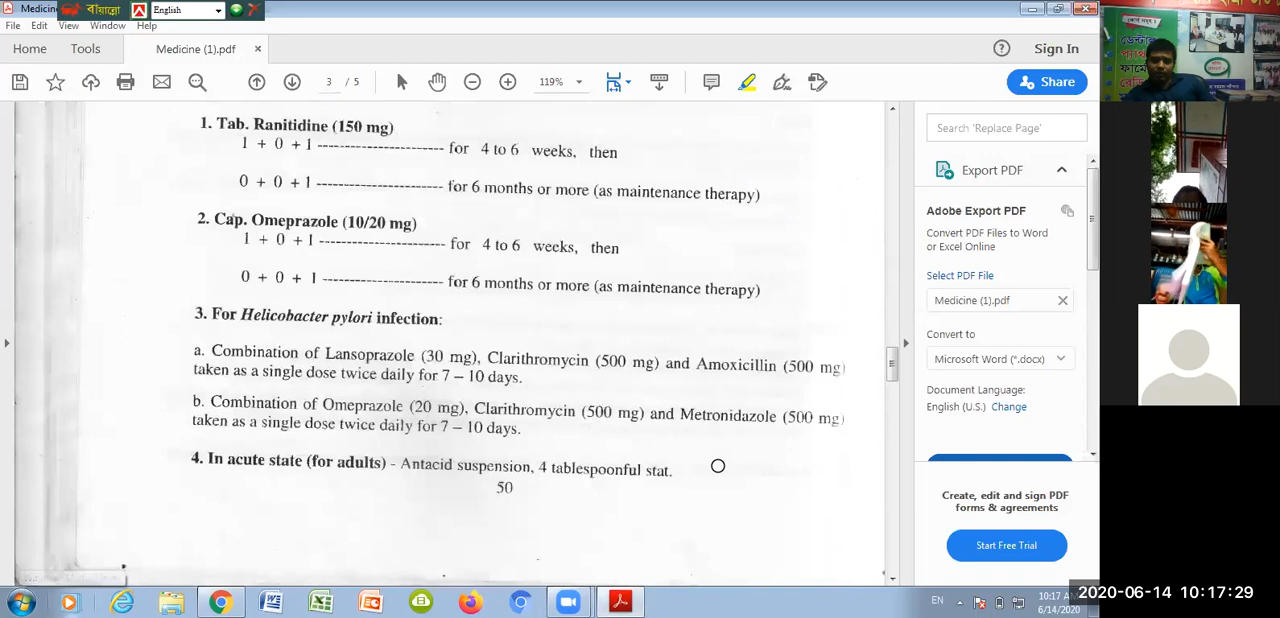 Medicin
বায়ান্নো
English
File Edit View Window Help
Home Tools Medicine (1).pdf ×
Sign In
3 / 5
119%
Share
1. Tab. Ranitidine (150 mg)
1 + 0 + 1 ----------------------- for 4 to 6 weeks, then
0 + 0 + 1 ----------------------- for 6 months or more (as maintenance therapy)
2. Cap. Omeprazole (10/20 mg)
1 + 0 + 1 ----------------------- for 4 to 6 weeks, then
0 + 0 + 1 ---------------------- for 6 months or more (as maintenance therapy)
3. For Helicobacter pylori infection:
a. Combination of Lansoprazole (30 mg), Clarithromycin (500 mg) and Amoxicillin (500 mg)
taken as a single dose twice daily for 7 – 10 days.
b. Combination of Omeprazole (20 mg), Clarithromycin (500 mg) and Metronidazole (500 mg)
taken as a single dose twice daily for 7 – 10 days.
4. In acute state (for adults) - Antacid suspension, 4 tablespoonful stat.
50
Search 'Replace Page'
Export PDF
Adobe Export PDF
Convert PDF Files to Word
or Excel Online
Select PDF File
Medicine (1).pdf
Convert to
Microsoft Word (*.docx)
Document Language:
English (U.S.) Change
Create, edit and sign PDF
forms & agreements
Start Free Trial
EN
10:17 AM
6/14/2020
2020-06-14 10:17:29